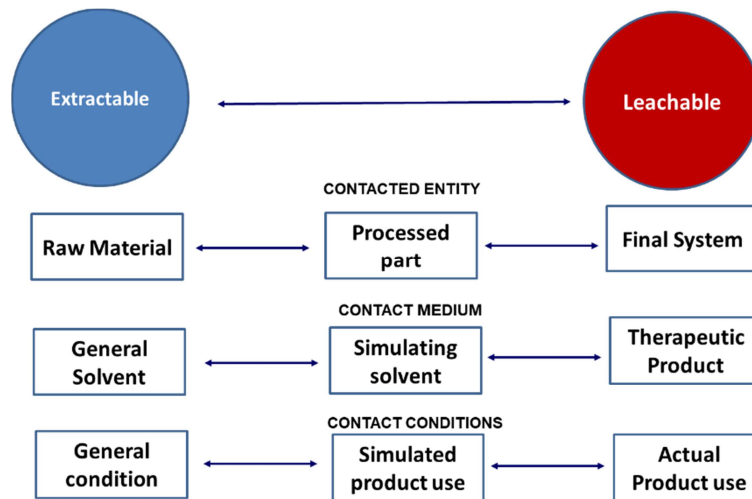 Extractable
Leachable
CONTACTED ENTITY
Raw Material
Processed
part
Final System
CONTACT MEDIUM
General
Solvent
Simulating
solvent
Therapeutic
Product
CONTACT CONDITIONS
General
condition
Simulated
product use
Actual
Product use